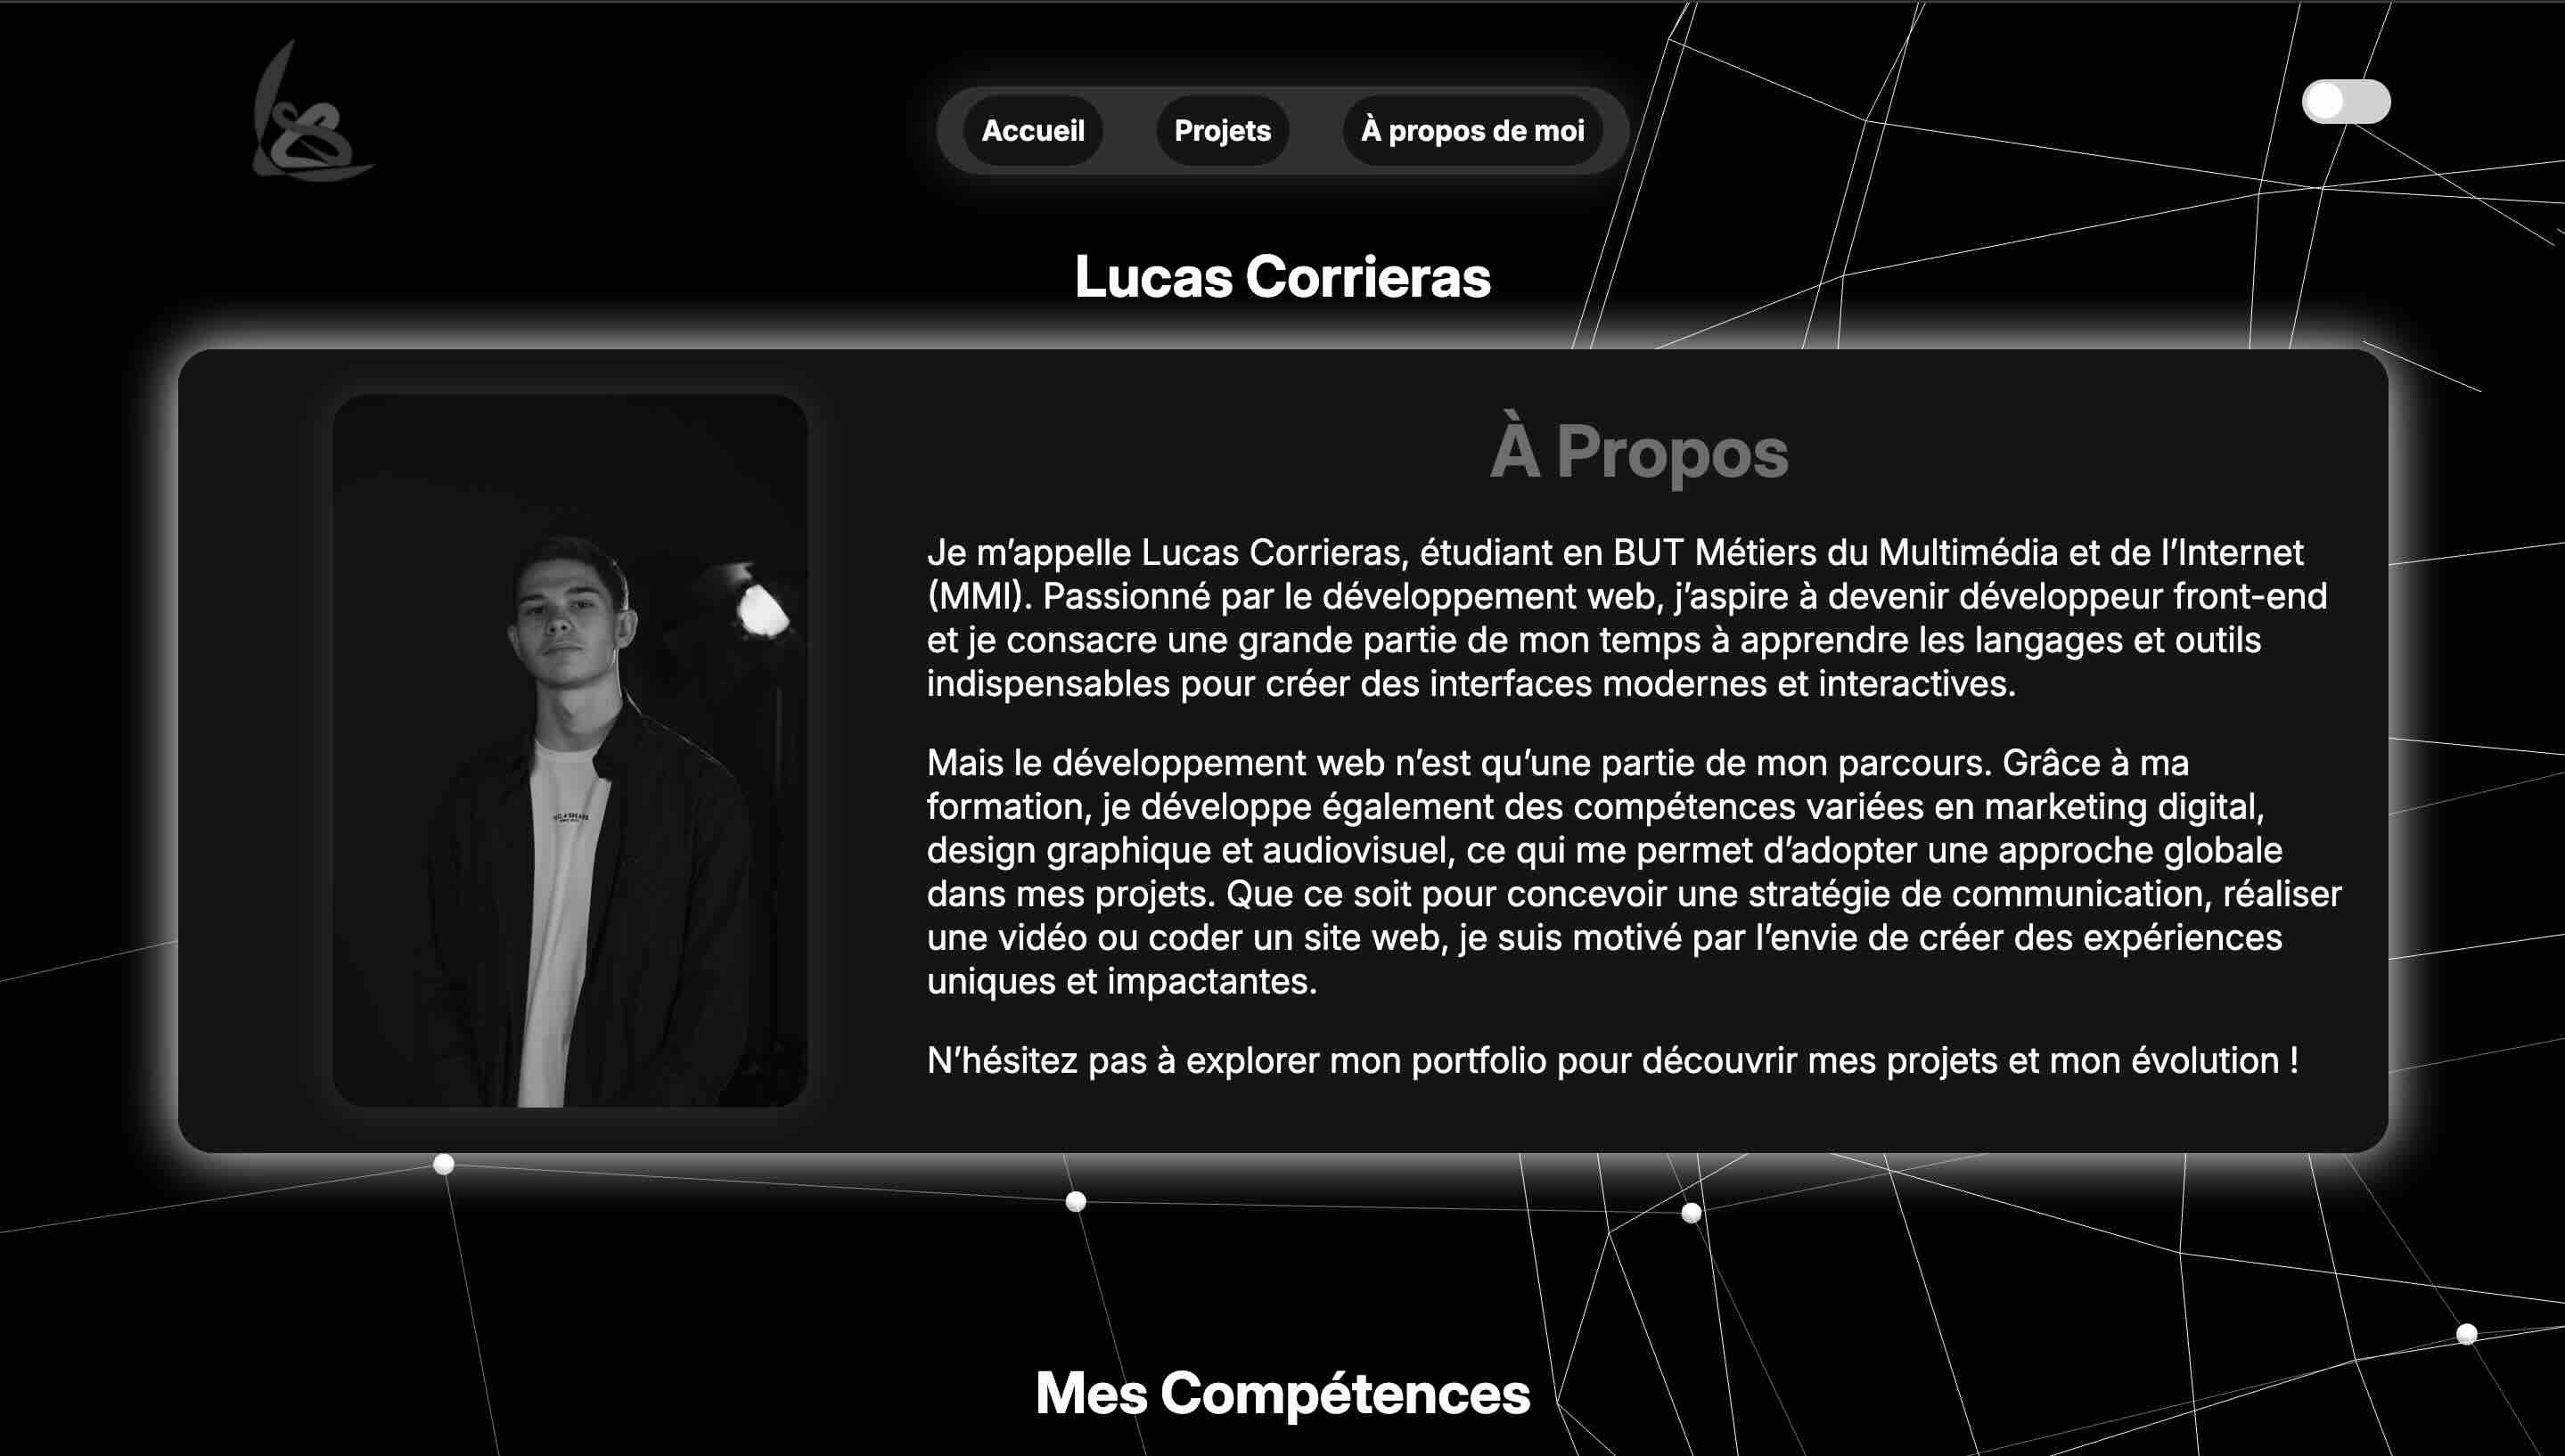 Accueil
Projets
À propos de moi
Lucas Corrieras
À Propos
Je m’appelle Lucas Corrieras, étudiant en BUT Métiers du Multimédia et de l’Internet
(MMI). Passionné par le développement web, j’aspire à devenir développeur front-end
et je consacre une grande partie de mon temps à apprendre les langages et outils
indispensables pour créer des interfaces modernes et interactives.
Mais le développement web n’est qu’une partie de mon parcours. Grâce à ma
formation, je développe également des compétences variées en marketing digital,
design graphique et audiovisuel, ce qui me permet d’adopter une approche globale
dans mes projets. Que ce soit pour concevoir une stratégie de communication, réaliser
une vidéo ou coder un site web, je suis motivé par l’envie de créer des expériences
uniques et impactantes.
N’hésitez pas à explorer mon portfolio pour découvrir mes projets et mon évolution !
Mes Compétences